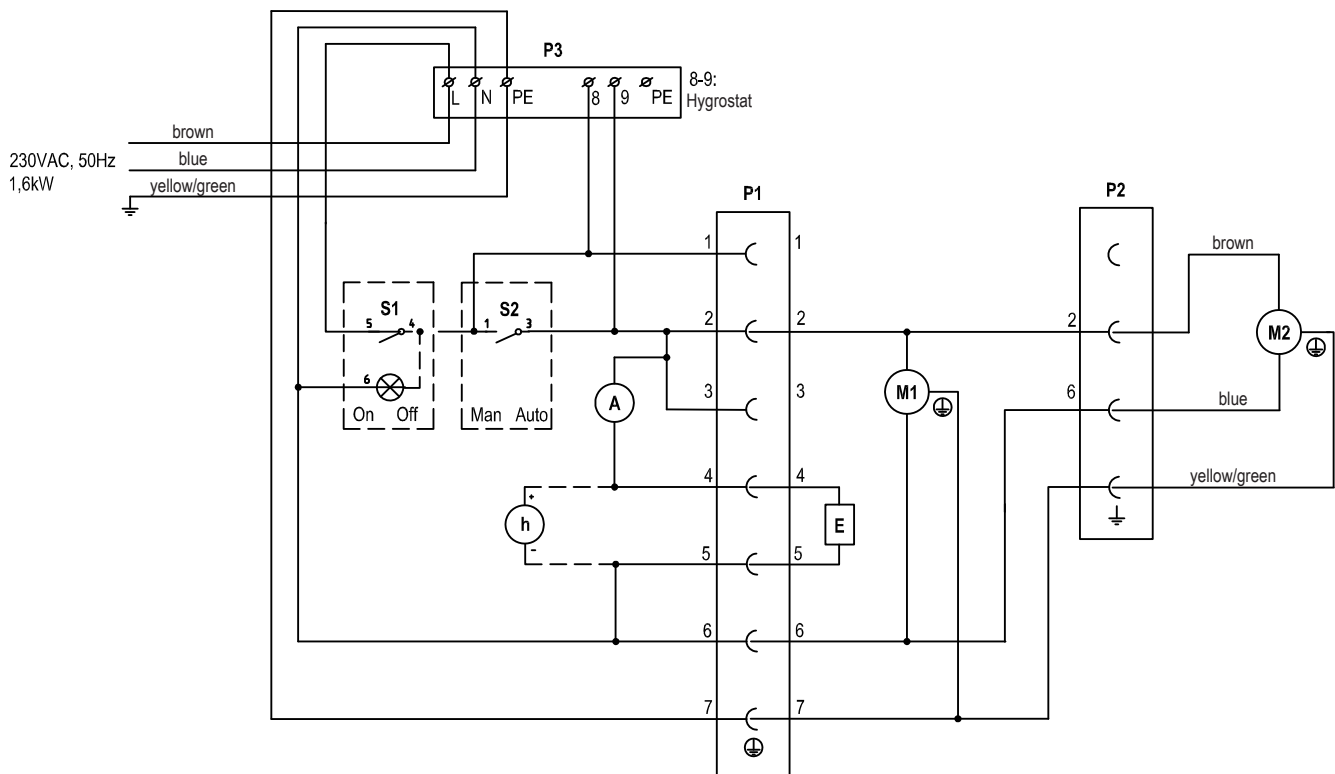 P3
L N PE 8 9 PE
8-9:
Hygrostat
brown
230VAC, 50Hz
1,6kW
blue
yellow/green
P1
P2
1 1
brown
S1
S2
5 4
1 3
2 2
2
M2
6
On Off
Man Auto
A
3 3
M1
6
blue
4 4
yellow/green
+
h
-
E
5 5
6 6
7 7